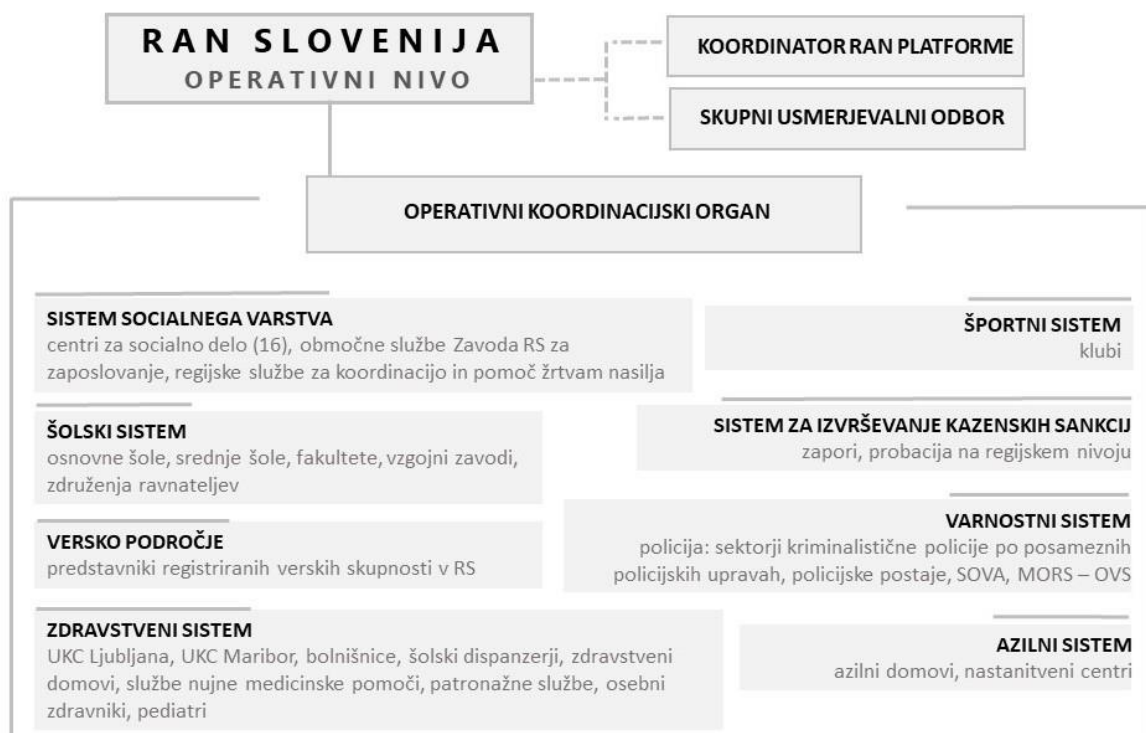 RAN SLOVENIJA
OPERATIVNI NIVO
KOORDINATOR RAN PLATFORME
SKUPNI USMERJEVALNI ODBOR
OPERATIVNI KOORDINACIJSKI ORGAN
SISTEM SOCIALNEGA VARSTVA
centri za socialno delo (16), območne službe Zavoda RS za
zaposlovanje, regijske službe za koordinacijo in pomoč žrtvam nasilja
ŠOLSKI SISTEM
osnovne šole, srednje šole, fakultete, vzgojni zavodi,
združenja ravnateljev
VERSKO PODROČJE
predstavniki registriranih verskih skupnosti v RS
ZDRAVSTVENI SISTEM
UKC Ljubljana, UKC Maribor, bolnišnice, šolski dispanzerji, zdravstveni
domovi, službe nujne medicinske pomoči, patronažne službe, osebni
zdravniki, pediatri
ŠPORTNI SISTEM
klubi
SISTEM ZA IZVRŠEVANJE KAZENSKIH SANKCIJ
zapori, probacija na regijskem nivoju
VARNOSTNI SISTEM
policija: sektorji kriminalistične policije po posameznih
policijskih upravah, policijske postaje, SOVA, MORS – OVS
AZILNI SISTEM
azilni domovi, nastanitveni centri